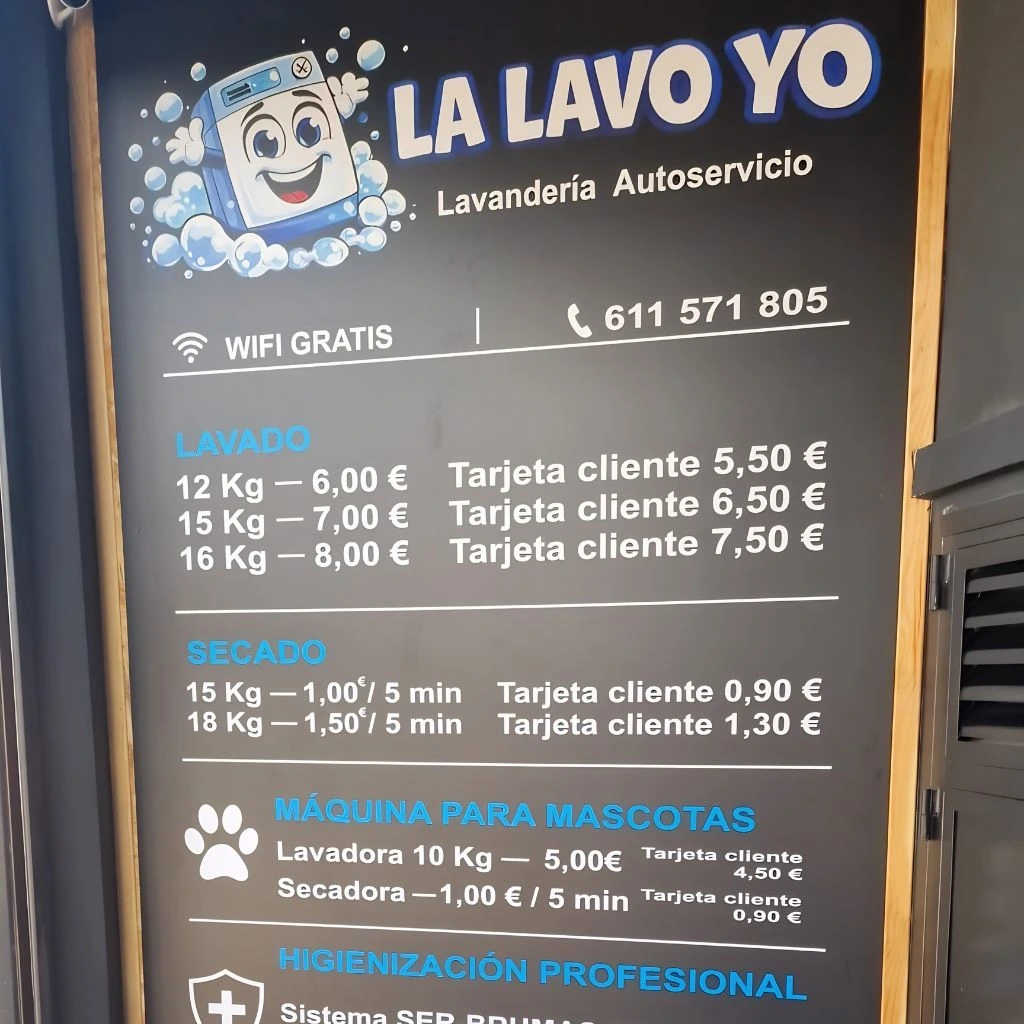 LA LAVO YO
Lavandería Autoservicio
WIFI GRATIS | 611 571 805
LAVADO
12 Kg — 6,00 € Tarjeta cliente 5,50 €
15 Kg — 7,00 € Tarjeta cliente 6,50 €
16 Kg — 8,00 € Tarjeta cliente 7,50 €
SECADO
15 Kg — 1,00€/ 5 min Tarjeta cliente 0,90 €
18 Kg — 1,50€/ 5 min Tarjeta cliente 1,30 €
MÁQUINA PARA MASCOTAS
Lavadora 10 Kg — 5,00€ Tarjeta cliente
4,50 €
Secadora —1,00 € / 5 min Tarjeta cliente
0,90 €
HIGIENIZACIÓN PROFESIONAL
Sistema